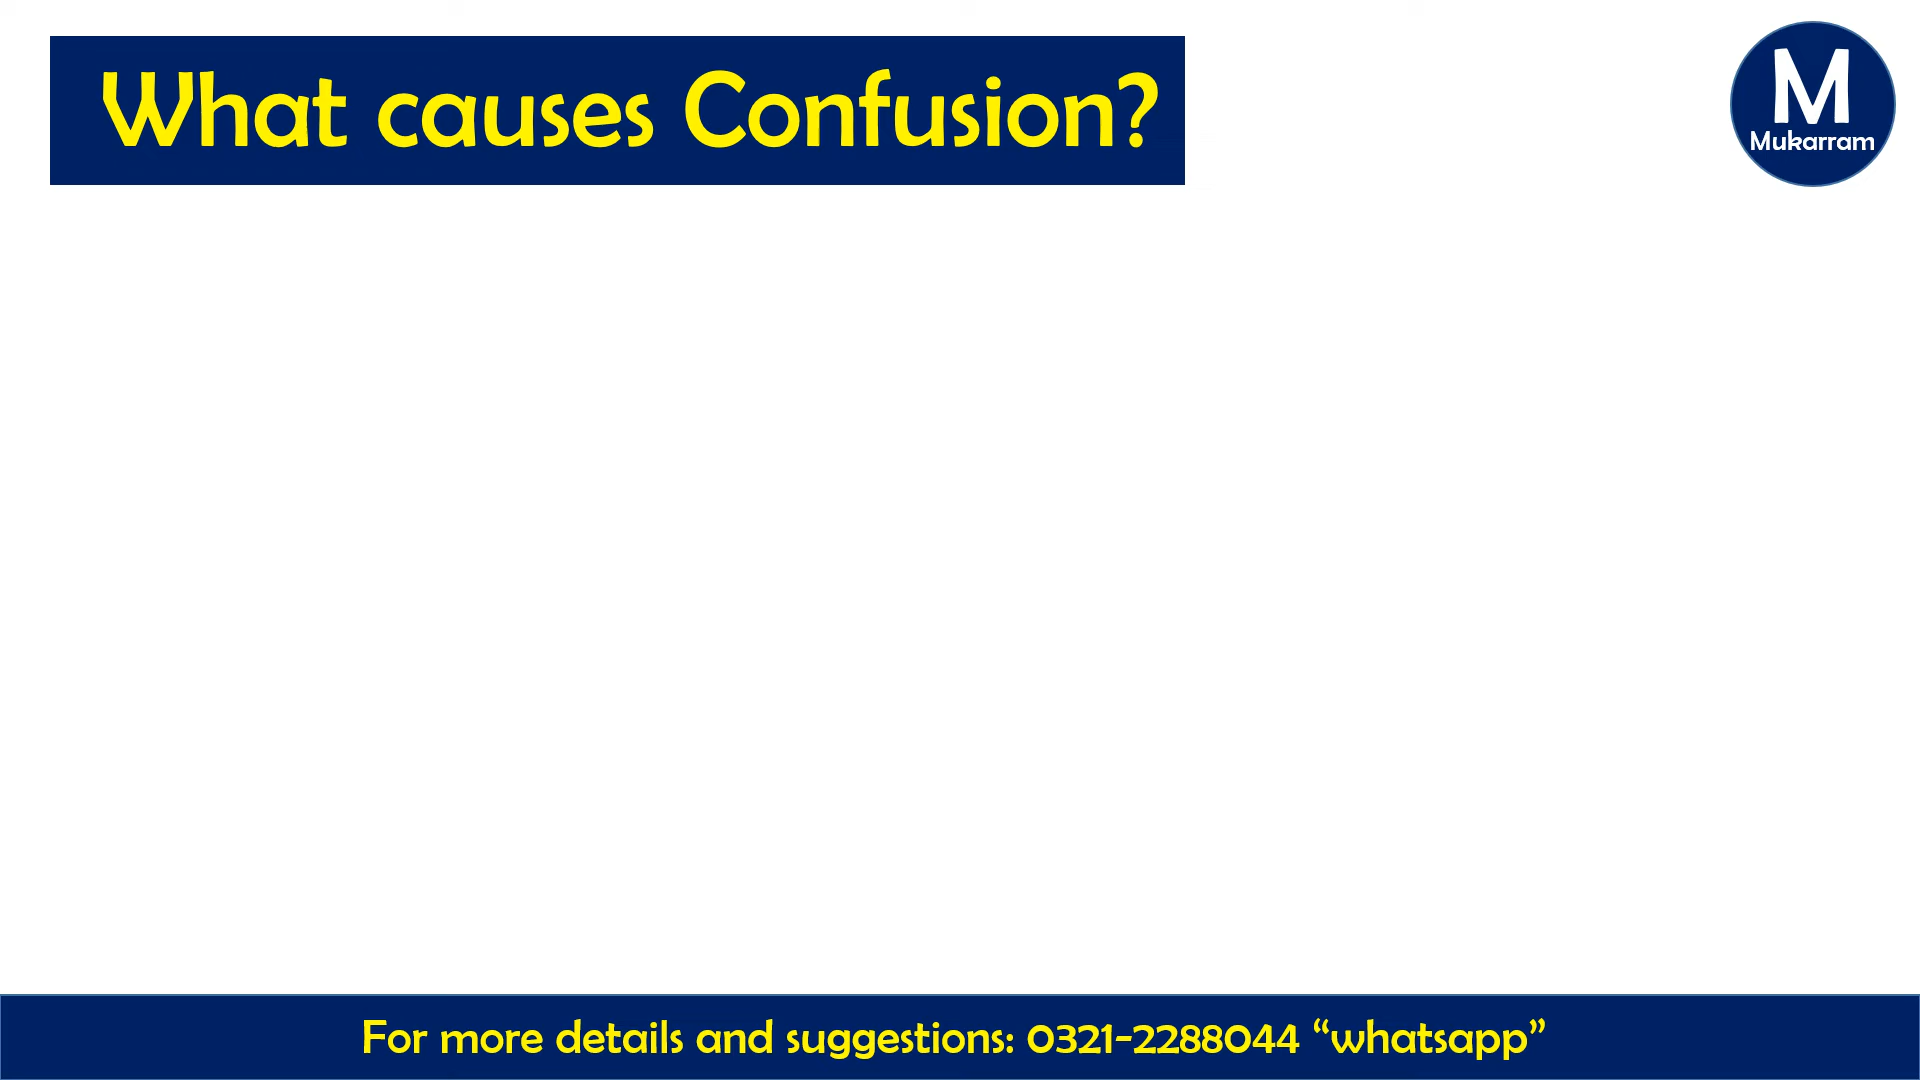 What causes Confusion?
M
Mukarram
For more details and suggestions: 0321-2288044 “whatsapp”